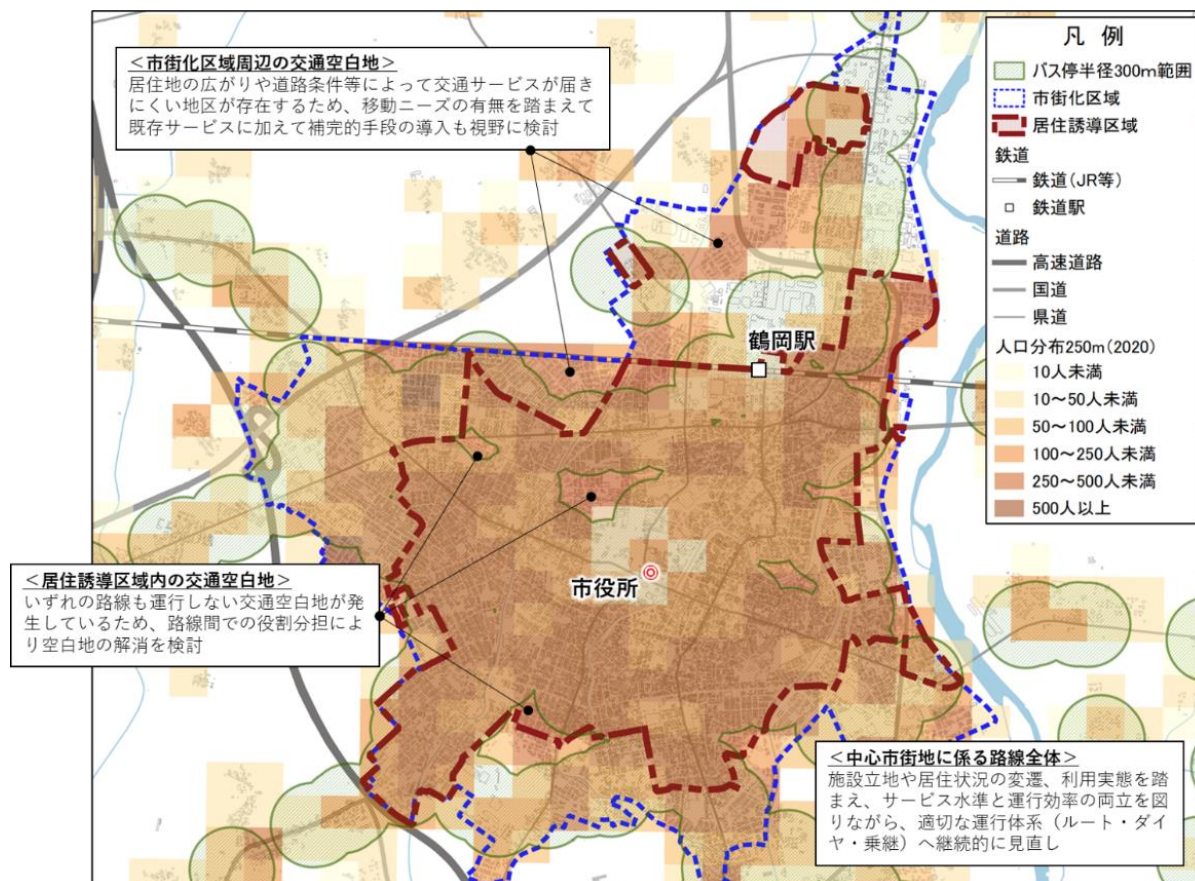 <市街化区域周辺の交通空白地>
居住地の広がりや道路条件等によって交通サービスが届き
にくい地区が存在するため、移動ニーズの有無を踏まえて
既存サービスに加えて補完的手段の導入も視野に検討
凡 例
バス停半径300m範囲
市街化区域
居住誘導区域
鉄道
鉄道(JR等)
鉄道駅
道路
高速道路
国道
県道
人口分布250m(2020)
10人未満
10～50人未満
50～100人未満
100～250人未満
250～500人未満
500人以上
鶴岡駅
市役所
<居住誘導区域内の交通空白地>
いずれの路線も運行しない交通空白地が発
生しているため、路線間での役割分担によ
り空白地の解消を検討
<中心市街地に係る路線全体>
施設立地や居住状況の変遷、利用実態を踏
まえ、サービス水準と運行効率の両立を図
りながら、適切な運行体系（ルート・ダイ
ヤ・乗継）へ継続的に見直し